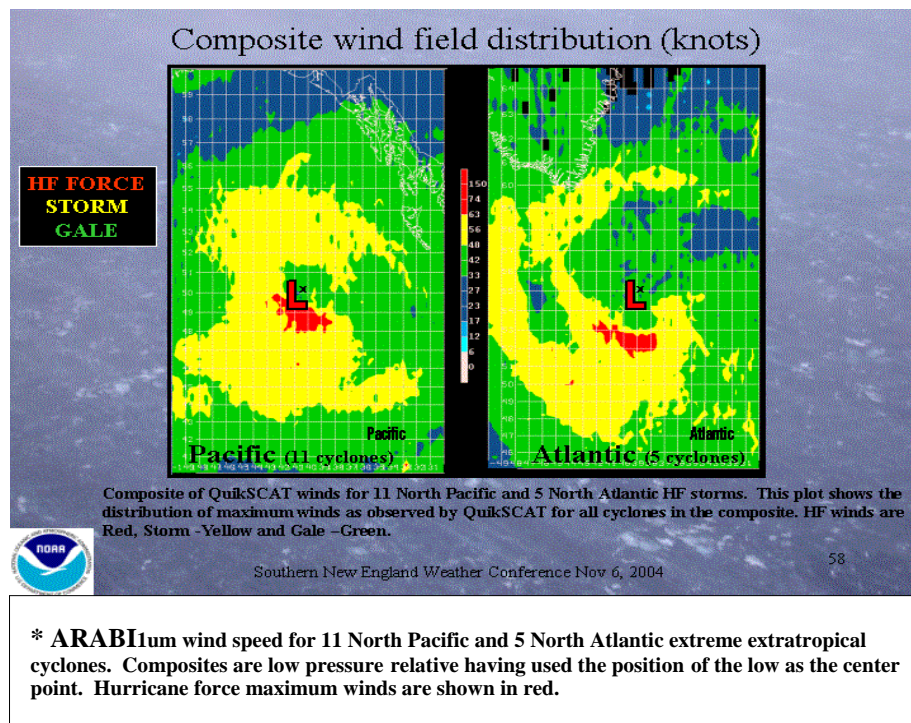 Composite wind field distribution (knots)
HF FORCE
STORM
GALE
150
74
63
56
48
42
33
27
23
17
12
6
0
L
x
L
x
Pacific
Pacific (11 cyclones)
Atlantic
Atlantic (5 cyclones)
Composite of QuikSCAT winds for 11 North Pacific and 5 North Atlantic HF storms. This plot shows the
distribution of maximum winds as observed by QuikSCAT for all cyclones in the composite. HF winds are
Red, Storm -Yellow and Gale –Green.
NOAA
58
Southern New England Weather Conference Nov 6, 2004
* ARABI1um wind speed for 11 North Pacific and 5 North Atlantic extreme extratropical
cyclones. Composites are low pressure relative having used the position of the low as the center
point. Hurricane force maximum winds are shown in red.